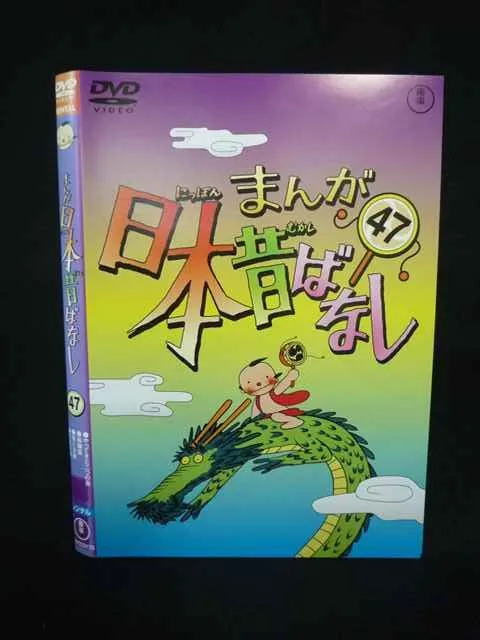 DVD
VIDEO
まんが
にっぽん
日本
むかし
昔ばなし
47
RENTAL
まんが日本昔ばなし
47